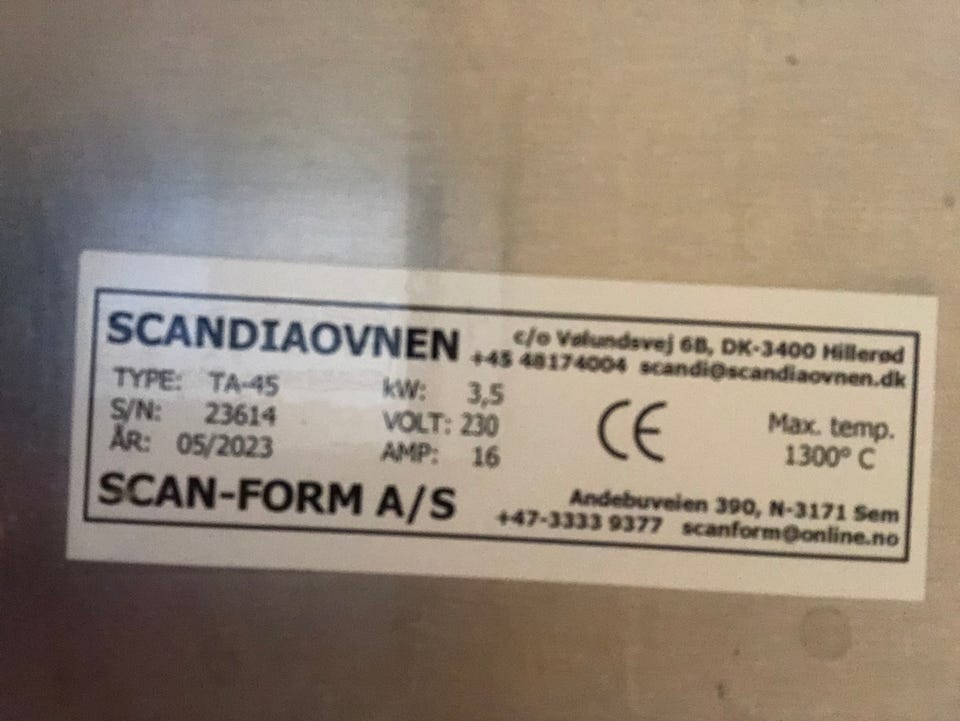 SCANDIAOVNEN
c/o Vølundsvej 6B, DK-3400 Hillerød
+45 48174004 scandi@scandiaovnen.dk
TYPE: TA-45 kW: 3,5
S/N: 23614 VOLT: 230
ÅR: 05/2023 AMP: 16
CE
Max. temp.
1300° C
SCAN-FORM A/S
Andebuveien 390, N-3171 Sem
+47-3333 9377 scanform@online.no